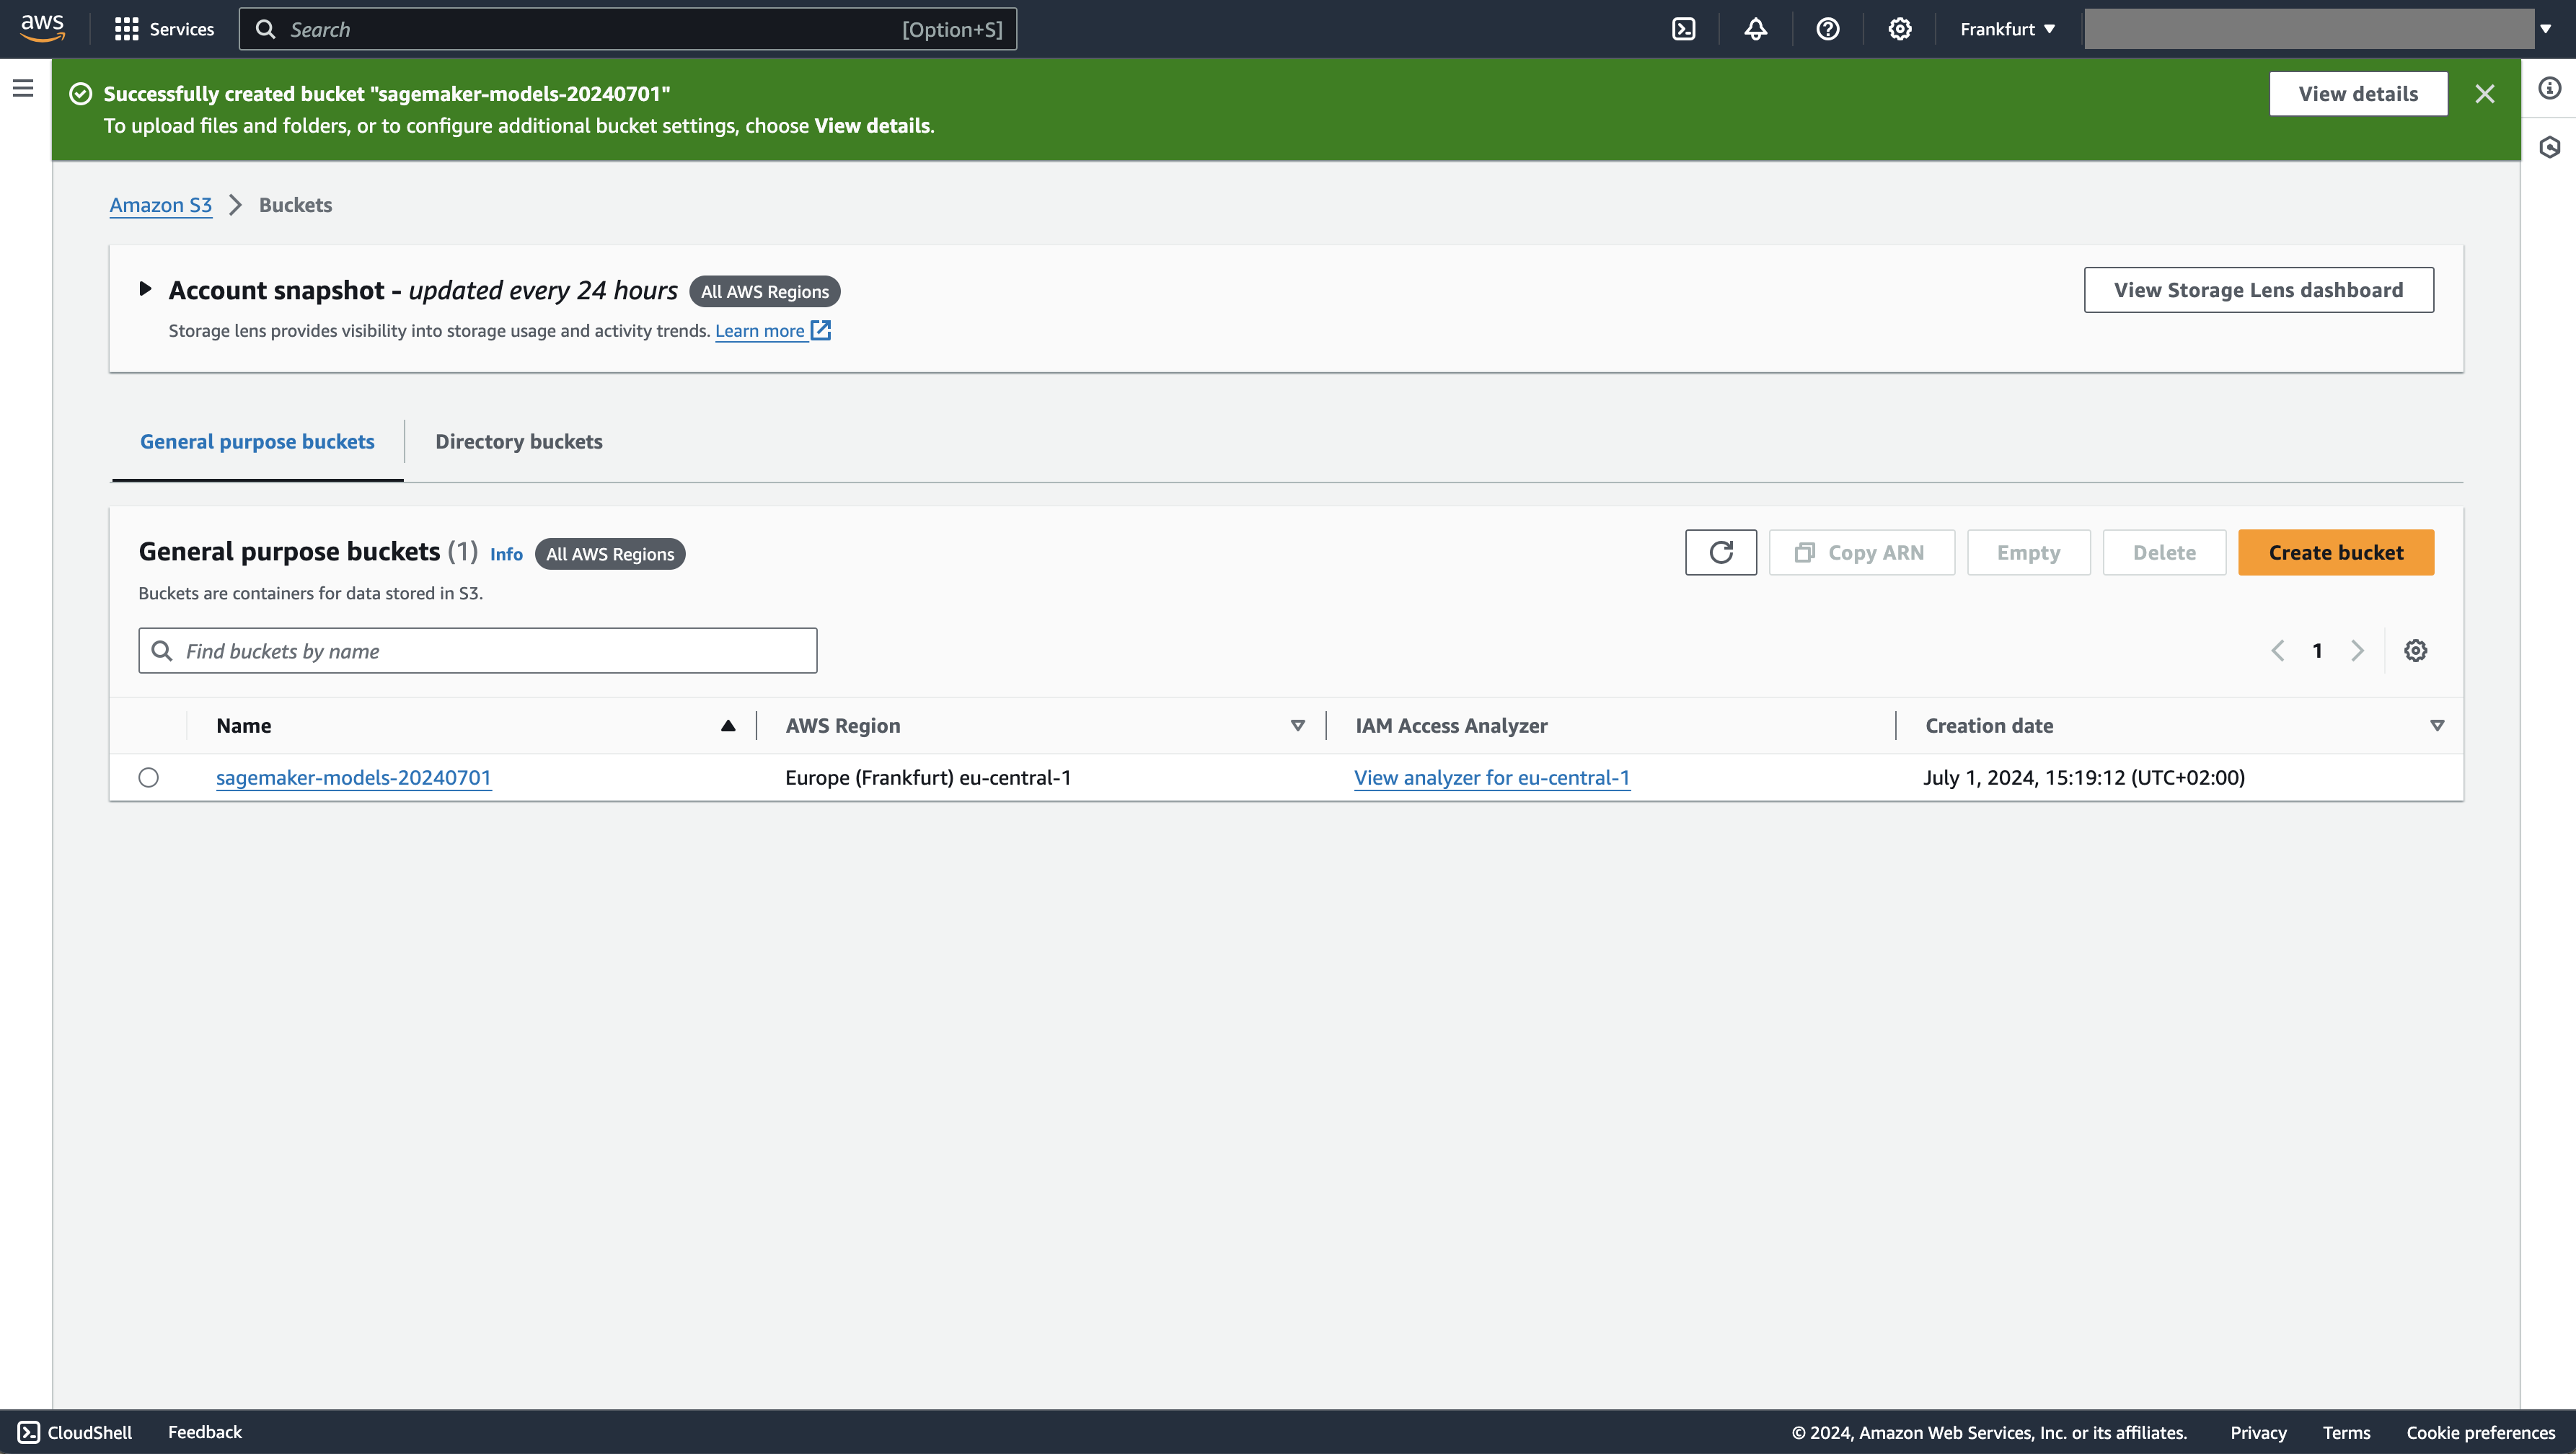 aws Services Search [Option+S] Frankfurt
Successfully created bucket "sagemaker-models-20240701"
To upload files and folders, or to configure additional bucket settings, choose View details.
View details
Amazon S3 Buckets
Account snapshot - updated every 24 hours All AWS Regions
View Storage Lens dashboard
Storage lens provides visibility into storage usage and activity trends. Learn more
General purpose buckets Directory buckets
General purpose buckets (1) Info All AWS Regions
Copy ARN Empty Delete Create bucket
Buckets are containers for data stored in S3.
Find buckets by name 1
Name AWS Region IAM Access Analyzer Creation date
sagemaker-models-20240701 Europe (Frankfurt) eu-central-1 View analyzer for eu-central-1 July 1, 2024, 15:19:12 (UTC+02:00)
CloudShell Feedback © 2024, Amazon Web Services, Inc. or its affiliates. Privacy Terms Cookie preferences